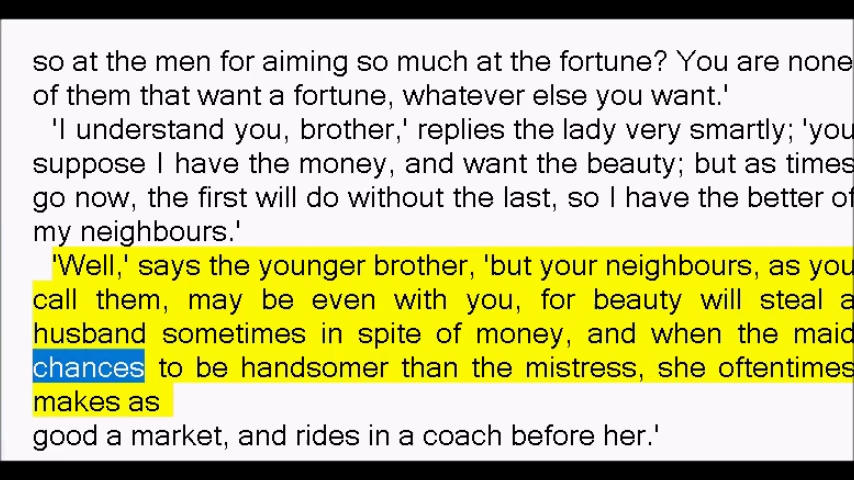 so at the men for aiming so much at the fortune? You are none
of them that want a fortune, whatever else you want.'
'I understand you, brother,' replies the lady very smartly; 'you
suppose I have the money, and want the beauty; but as times
go now, the first will do without the last, so I have the better of
my neighbours.'
'Well,' says the younger brother, 'but your neighbours, as you
call them, may be even with you, for beauty will steal a
husband sometimes in spite of money, and when the maid
chances to be handsomer than the mistress, she oftentimes
makes as
good a market, and rides in a coach before her.'